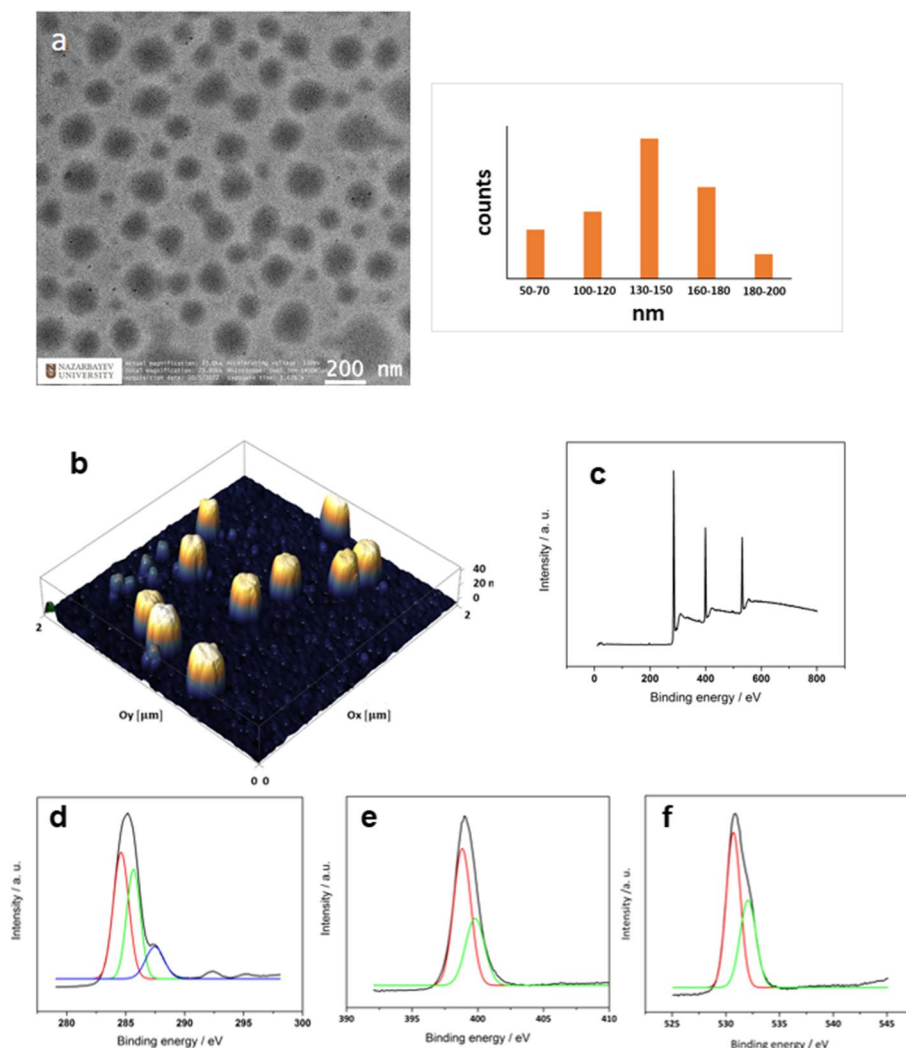 a
NAZARBAYEV
UNIVERSITY
200 nm
counts
50-70 100-120 130-150 160-180 180-200
nm
b
40
20 n
0
2
2
Oy [µm]
Ox [µm]
0 0
c
Intensity / a. u.
0 200 400 600 800
Binding energy / eV
d
Intensity / a.u.
280 285 290 295 300
Binding energy / eV
e
Intensity / a.u.
390 395 400 405 410
Binding energy / eV
f
Intensity /a. u.
525 530 535 540 545
Binding energy / eV